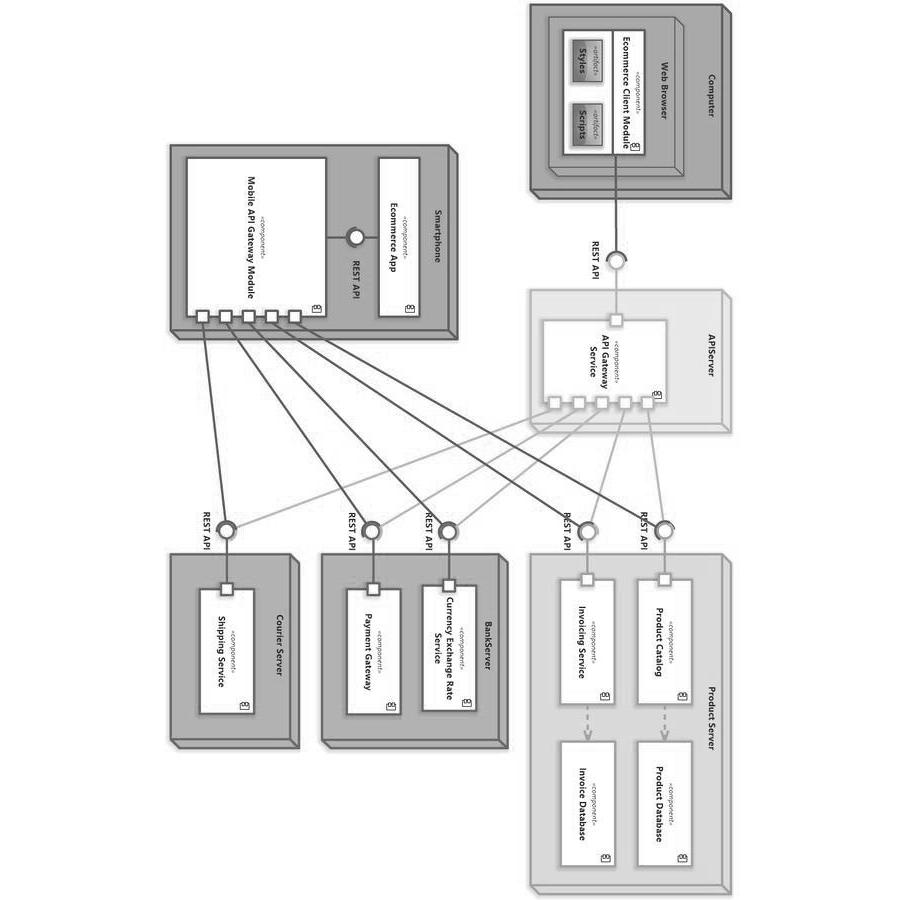 Computer
Web Browser
«component»
Ecommerce Client Module
«artifact»
Styles
«artifact»
Scripts
REST API
APIServer
«component»
API Gateway
Service
Product Server
REST API
«component»
Product Catalog
«component»
Product Database
REST API
«component»
Invoicing Service
«component»
Invoice Database
Smartphone
«component»
Ecommerce App
REST API
«component»
Mobile API Gateway Module
BankServer
REST API
«component»
Currency Exchange Rate
Service
REST API
«component»
Payment Gateway
Courier Server
REST API
«component»
Shipping Service